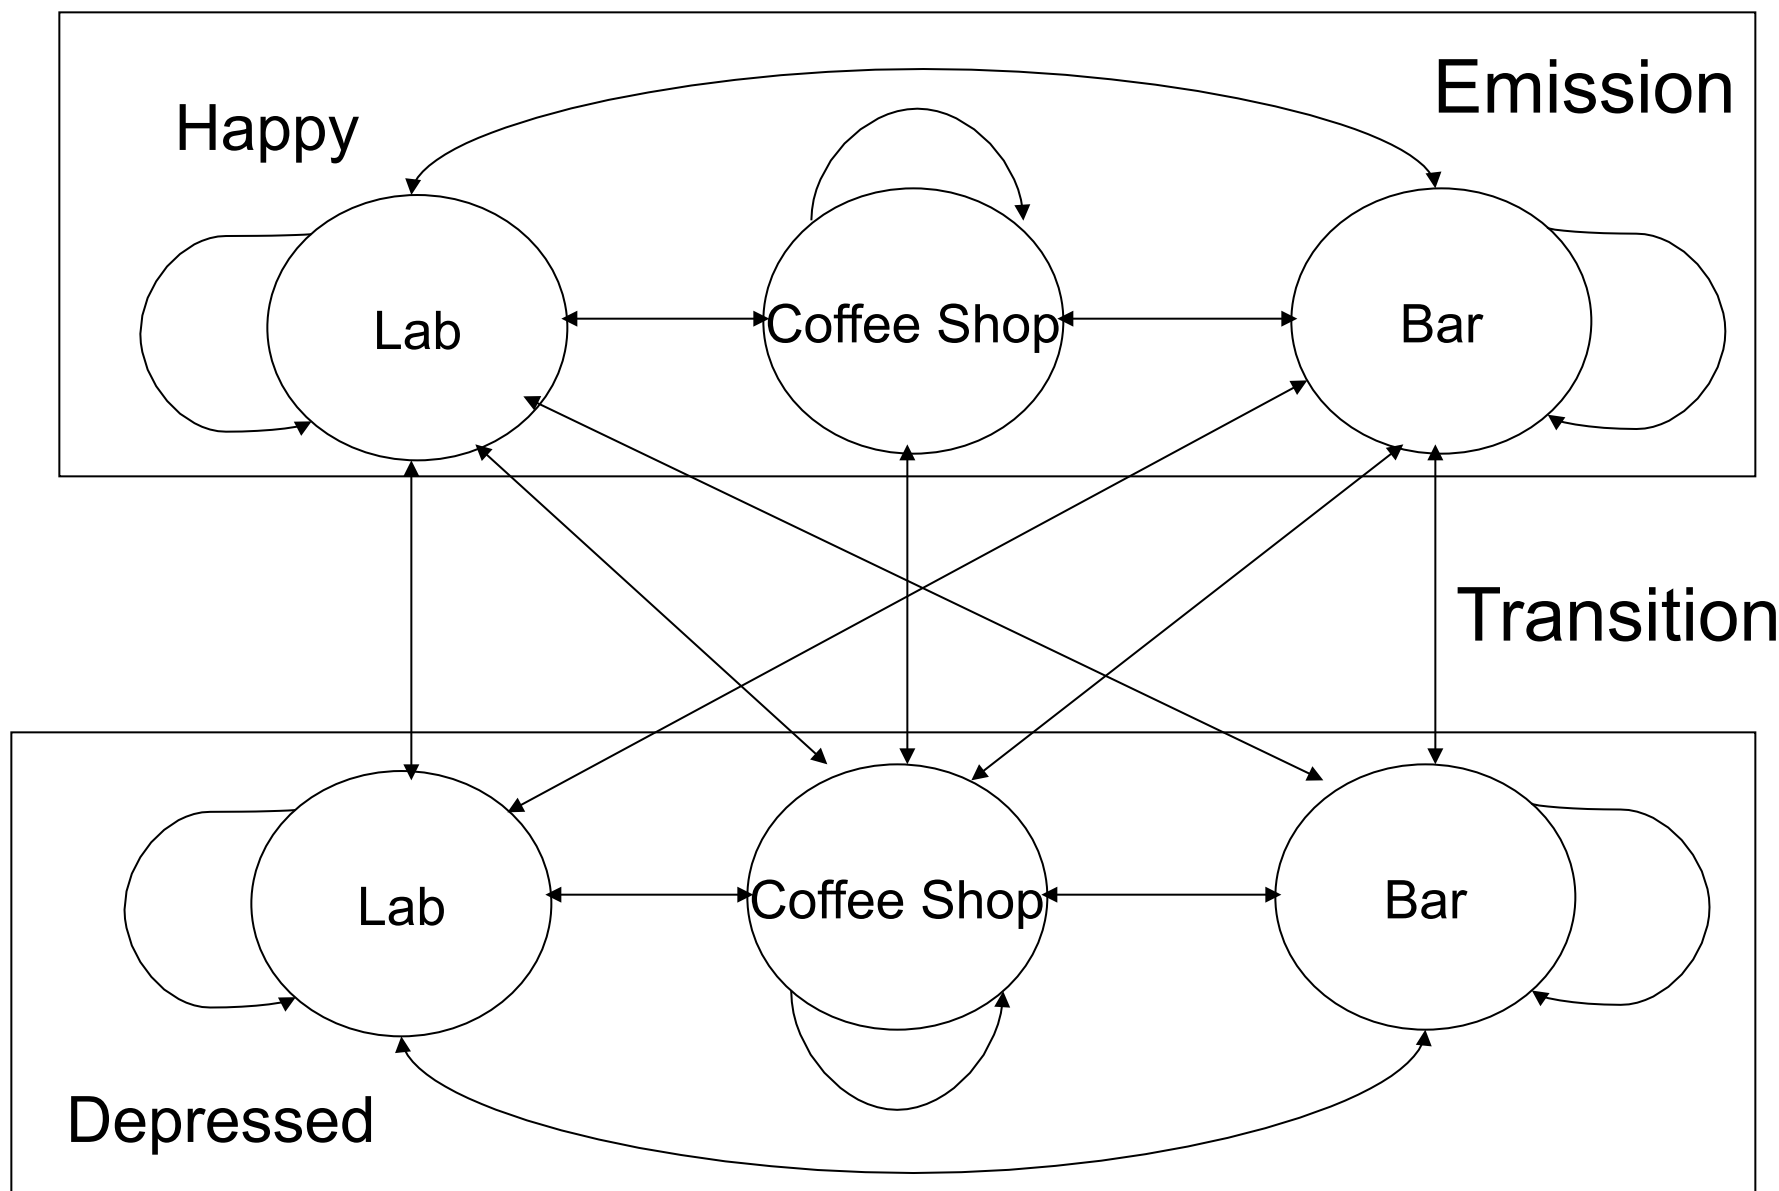 Emission
Happy
Lab
Coffee Shop
Bar
Transition
Lab
Coffee Shop
Bar
Depressed